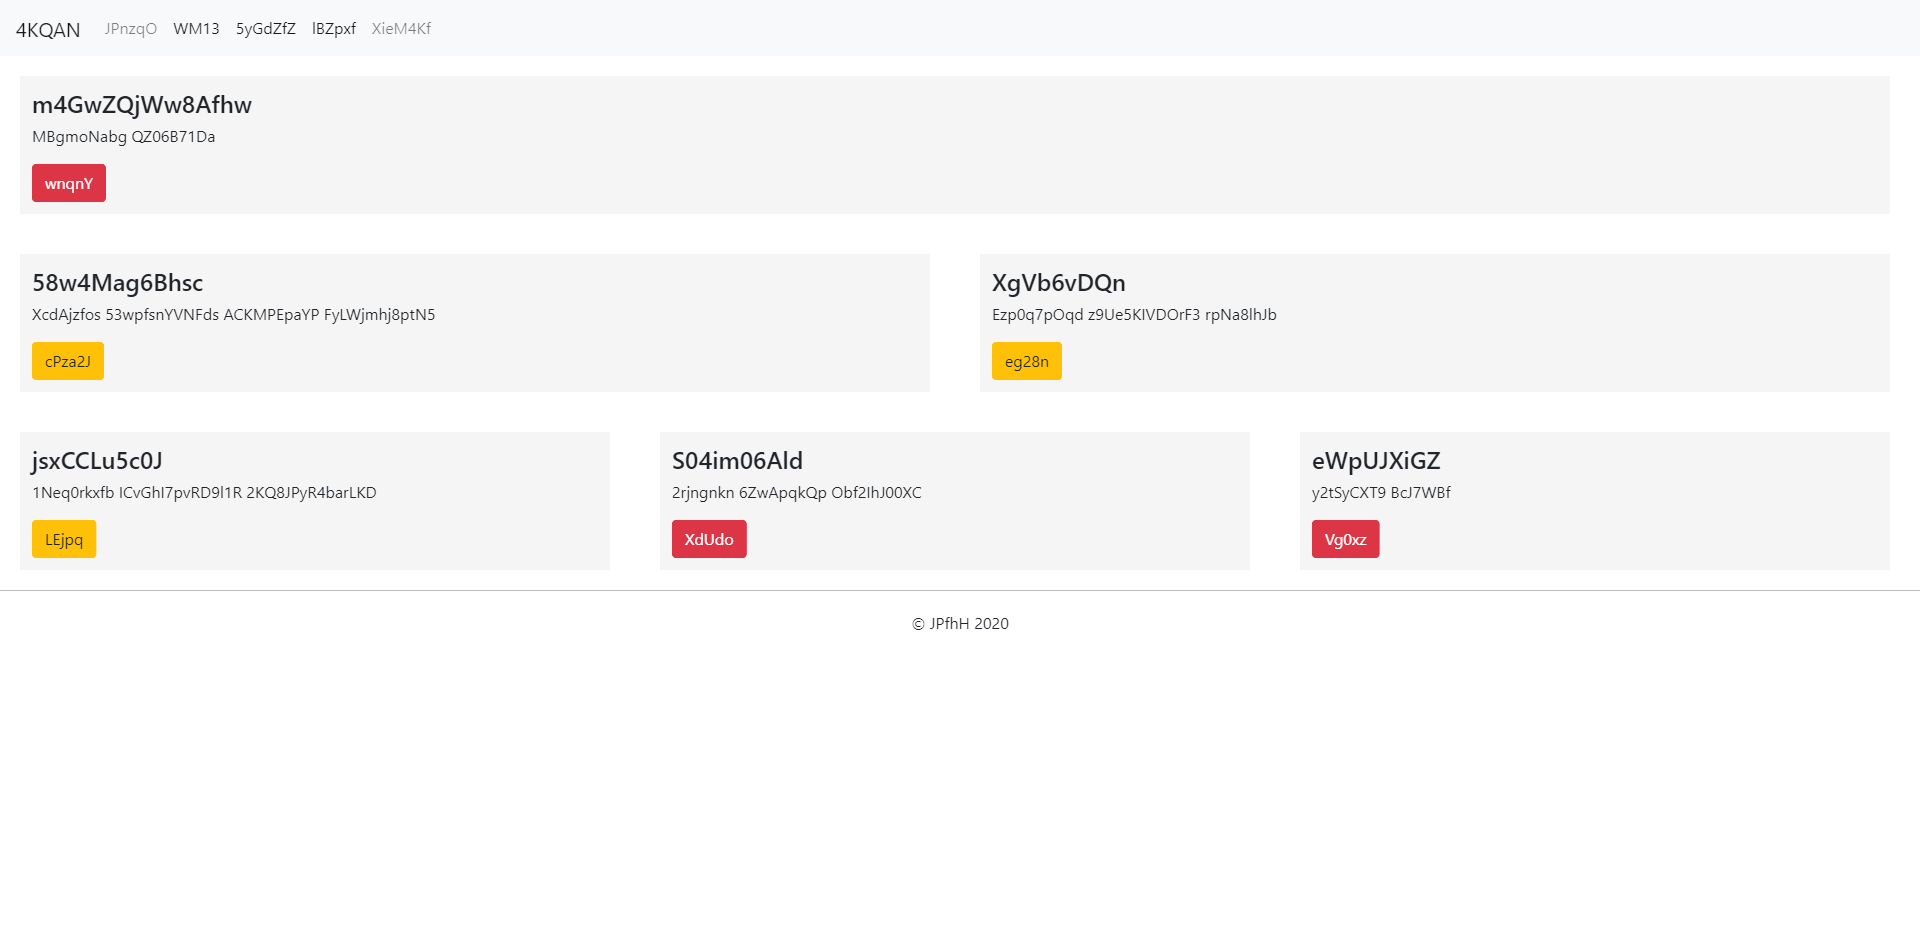 4KQAN JPnzqO WM13 5yGdZfZ lBZpxf XieM4Kf
m4GwZQjWw8Afhw
MBgmoNabg QZ06B71Da
wnqnY
58w4Mag6Bhsc
XcdAjzfos 53wpfsnYVNFds ACKMPEpaYP FyLWjmhj8ptN5
cPza2J
XgVb6vDQn
Ezp0q7pOqd z9Ue5KIVDOrF3 rpNa8lhJb
eg28n
jsxCCLu5c0J
1Neq0rkxfb ICvGhI7pvRD9l1R 2KQ8JPyR4barLKD
LEjpq
S04im06Ald
2rjngnkn 6ZwApqkQp Obf2IhJ00XC
XdUdo
eWpUJXiGZ
y2tSyCXT9 BcJ7WBf
Vg0xz
© JPfhH 2020